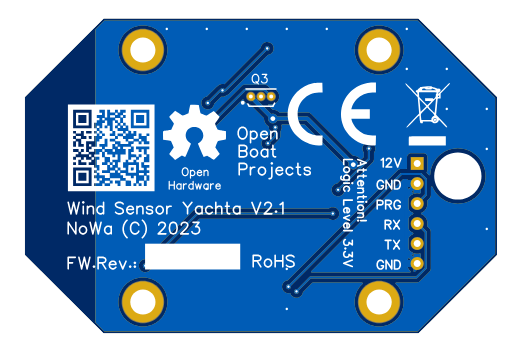 Q3
CE
Open
Boat
Projects
Open
Hardware
Attention!
Logic Level 3.3V
12V
GND
PRG
RX
TX
GND
Wind Sensor Yachta V2.1
NoWa (C) 2023
FW.Rev.:
RoHS